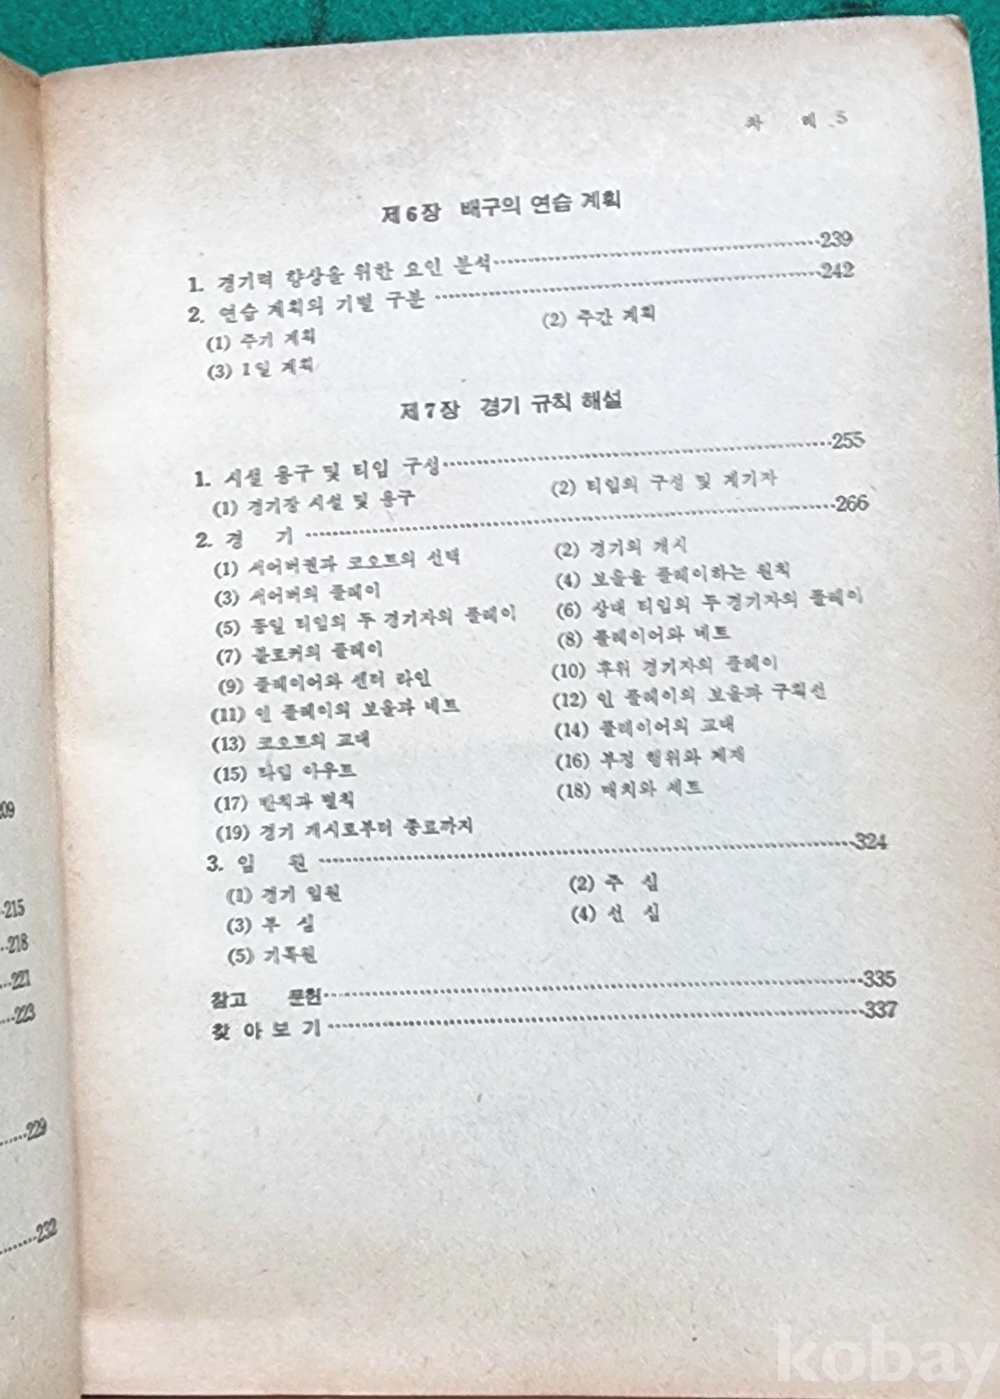 차 례 5
제6장 배구의 연습 계획
1. 경기력 향상을 위한 요인 분석 239
2. 연습 계획의 기별 구분 242
(1) 주기 계획 (2) 주간 계획
(3) 1일 계획
제7장 경기 규칙 해설
1. 시설 용구 및 티임 구성 255
(1) 경기장 시설 및 용구 (2) 티임의 구성 및 경기자
2. 경 기 266
(1) 서어버권과 코오트의 선택 (2) 경기의 개시
(3) 서어버의 플레이 (4) 보올을 플레이하는 원칙
(5) 동일 티임의 두 경기자의 플레이 (6) 상대 티임의 두 경기자의 플레이
(7) 블로커의 플레이 (8) 플레이어와 네트
(9) 플레이어와 센터 라인 (10) 후위 경기자의 플레이
(11) 인 플레이의 보올과 네트 (12) 인 플레이의 보올과 구획선
(13) 코오트의 교대 (14) 플레이어의 교대
(15) 타임 아우트 (16) 부정 행위와 제재
(17) 반칙과 벌칙 (18) 매치와 세트
(19) 경기 개시로부터 종료까지
3. 임 원 324
(1) 경기 임원 (2) 주 심
(3) 부 심 (4) 선 심
(5) 기록원
참고 문헌 335
찾아보기 337
209
215
218
221
223
229
232
kobay